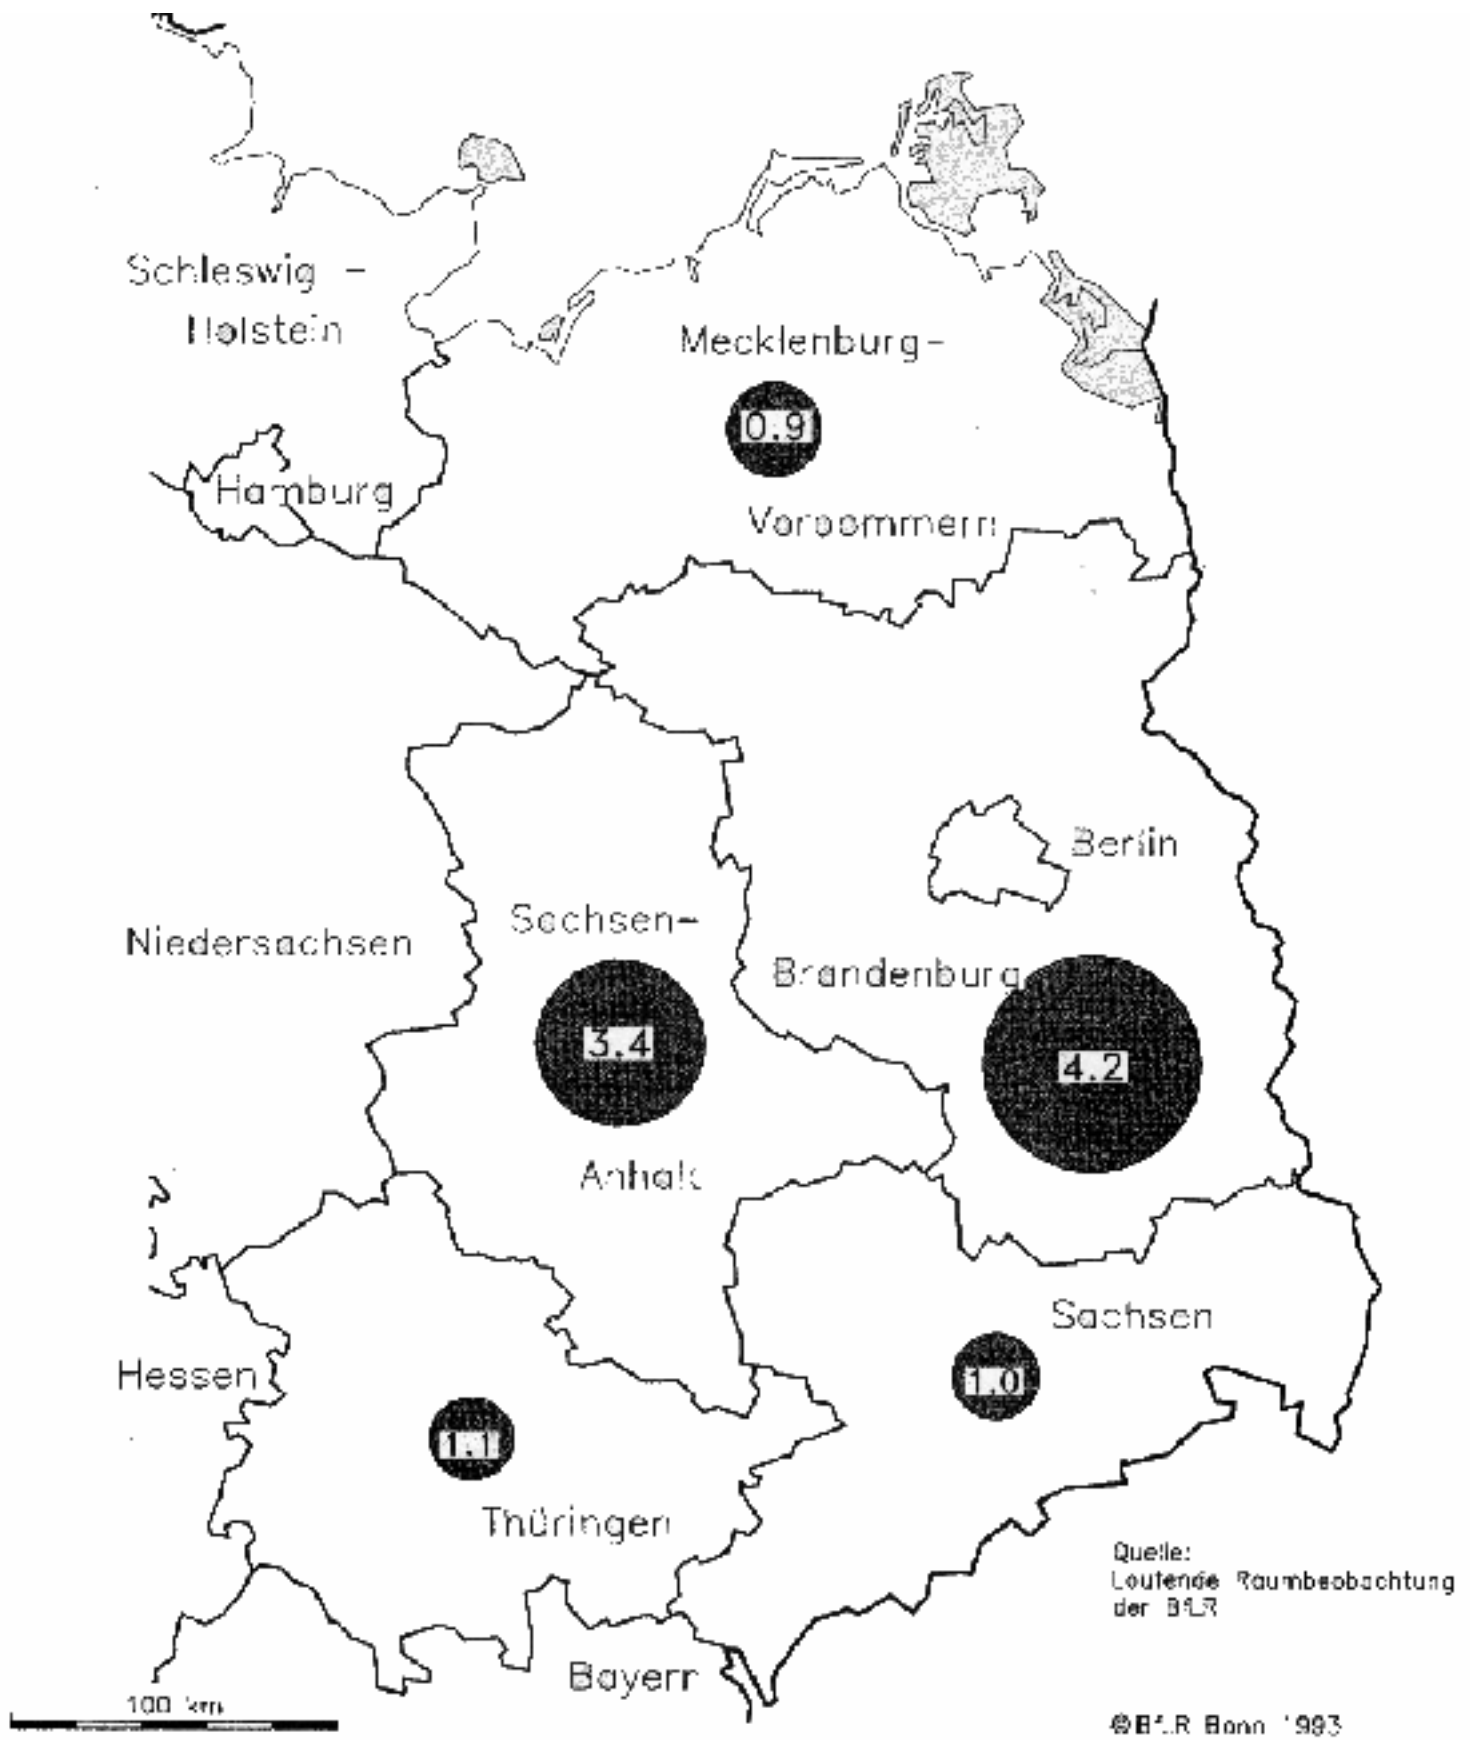 Schleswig -
Holstein
Mecklenburg-
0.9
Hamburg
Vorpommern
Berlin
Sachsen-
Niedersachsen
Brandenburg
3.4
4.2
Anhalt
Sachsen
Hessen
1.0
1.1
Thüringen
Quelle:
Laufende Raumbeobachtung
der BfLR
Bayern
100 km
©BfLR Bonn 1993